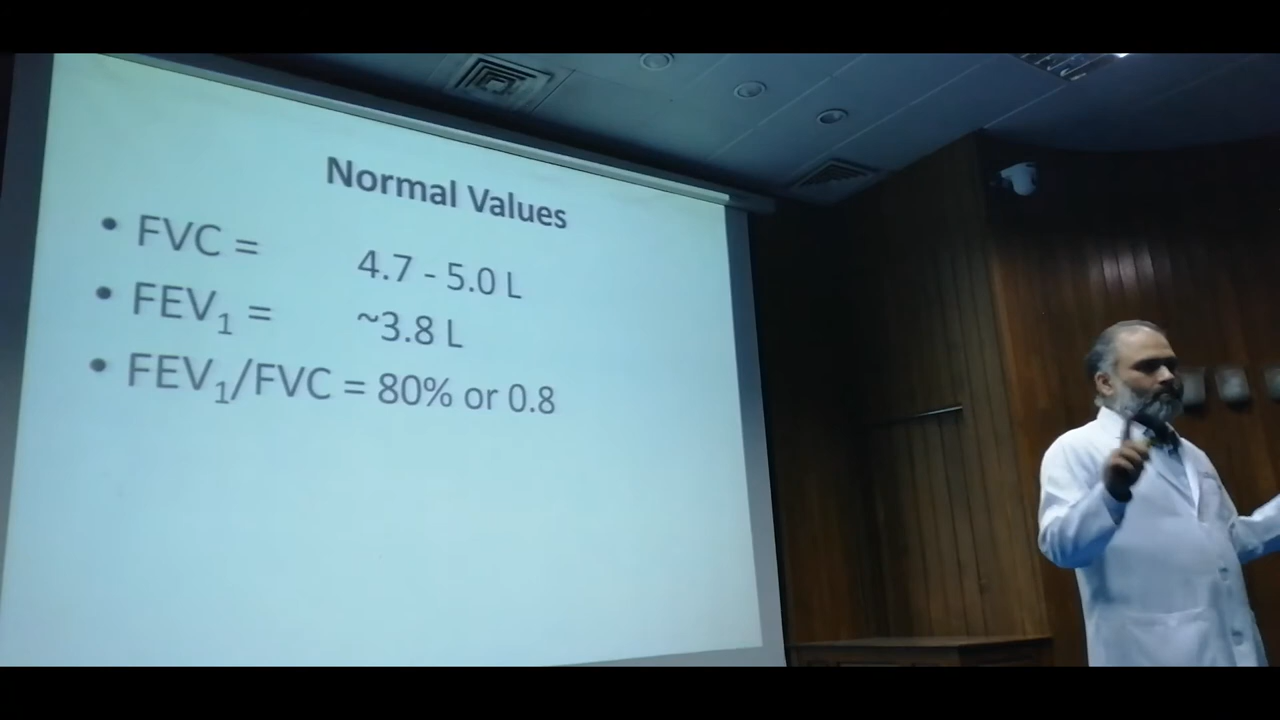 Normal Values
• FVC = 4.7 - 5.0 L
• FEV₁ = ~3.8 L
• FEV₁/FVC = 80% or 0.8